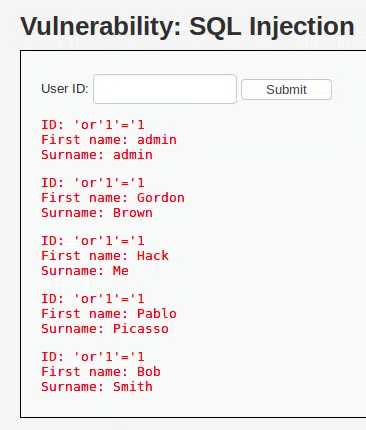 Vulnerability: SQL Injection
User ID: Submit
ID: 'or'1'='1
First name: admin
Surname: admin
ID: 'or'1'='1
First name: Gordon
Surname: Brown
ID: 'or'1'='1
First name: Hack
Surname: Me
ID: 'or'1'='1
First name: Pablo
Surname: Picasso
ID: 'or'1'='1
First name: Bob
Surname: Smith